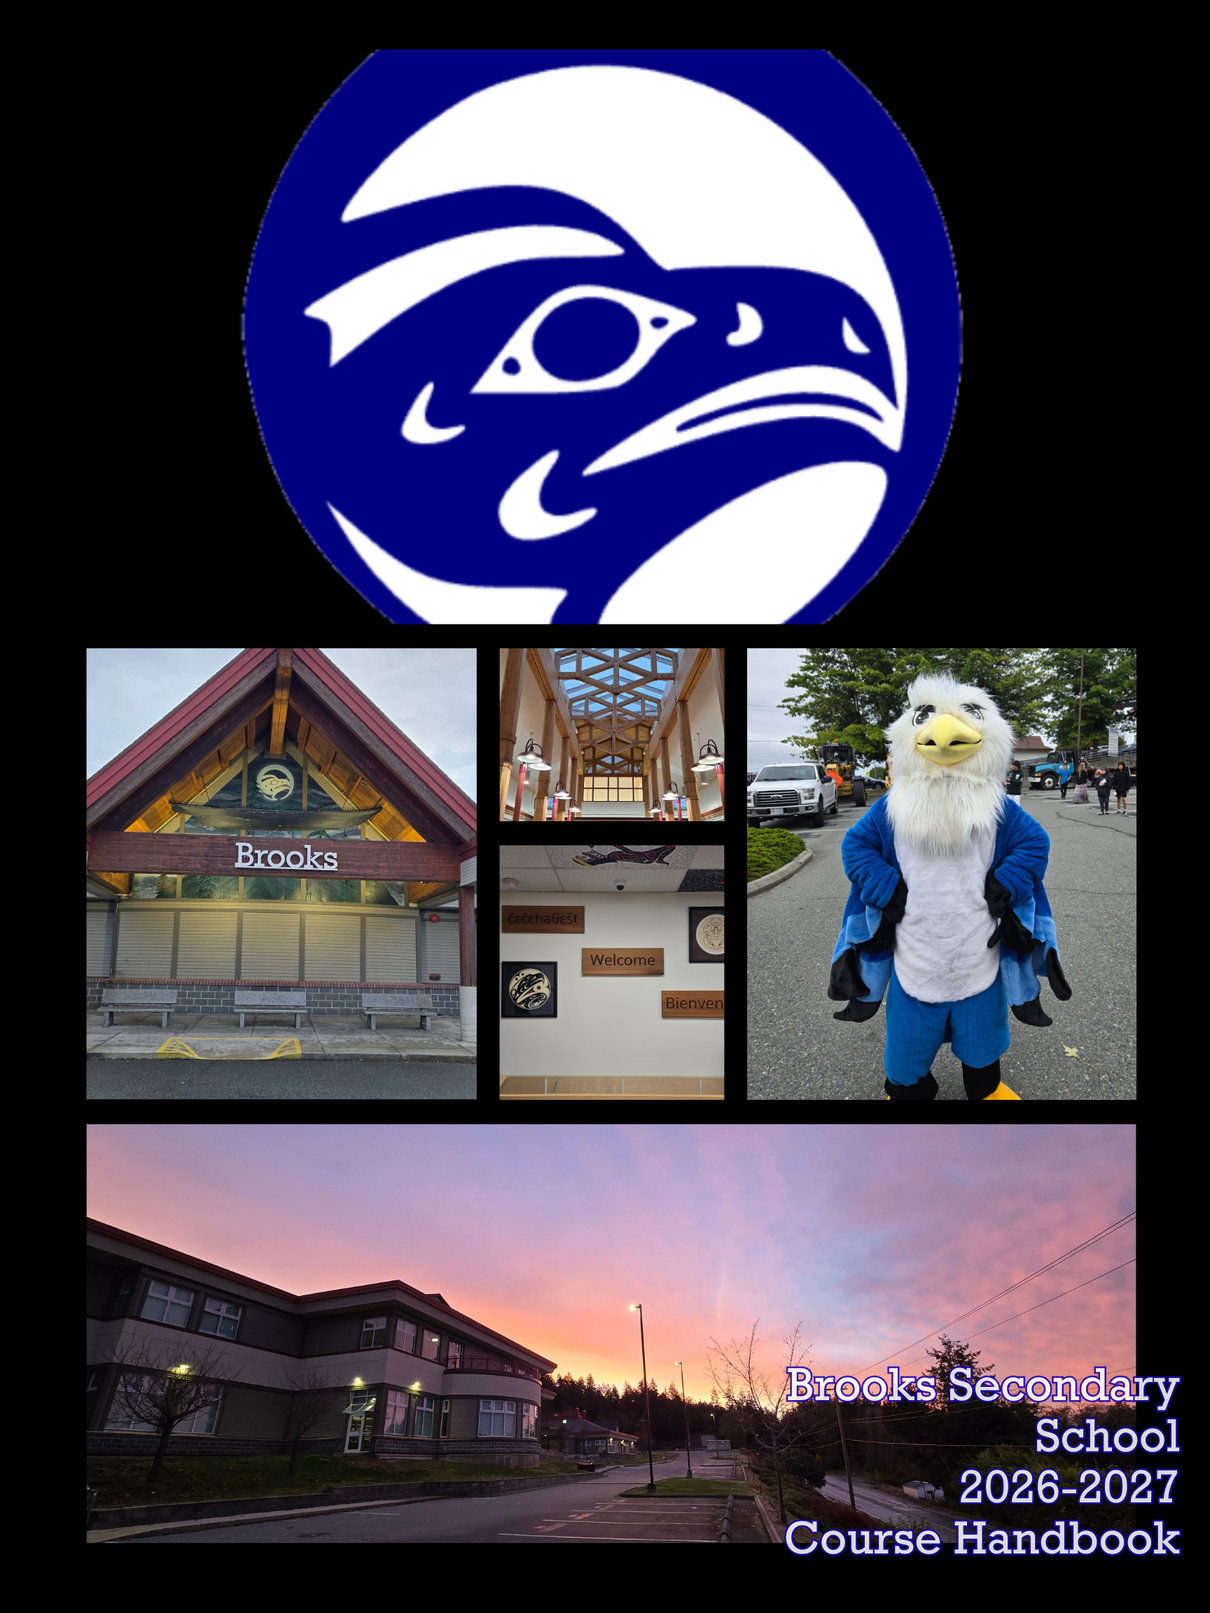 Brooks
čɛčɛhaθɛšt
Welcome
Bienven
Brooks Secondary
School
2026-2027
Course Handbook